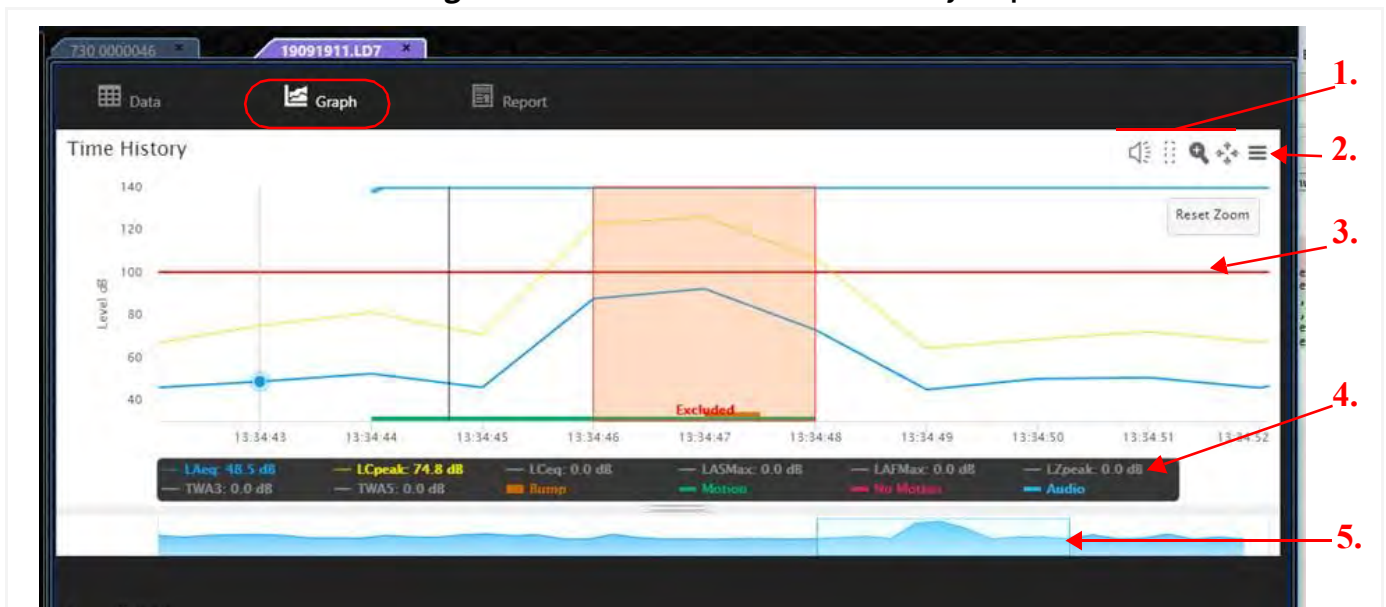 730 0000046 ×
19091911.LD7 ×
1.
Data
Graph
Report
Time History
2.
140
Reset Zoom
120
3.
100
Level dB
80
60
40
Excluded
4.
13:34:43 13:34:44 13:34:45 13:34:46 13:34:47 13:34:48 13:34:49 13:34:50 13:34:51 13:34:52
LAeq: 48.5 dB LCpeak: 74.8 dB LCeq: 0.0 dB LASMax: 0.0 dB LAFMax: 0.0 dB LZpeak: 0.0 dB
TWA3: 0.0 dB TWA5: 0.0 dB Bump Motion No Motion Audio
5.